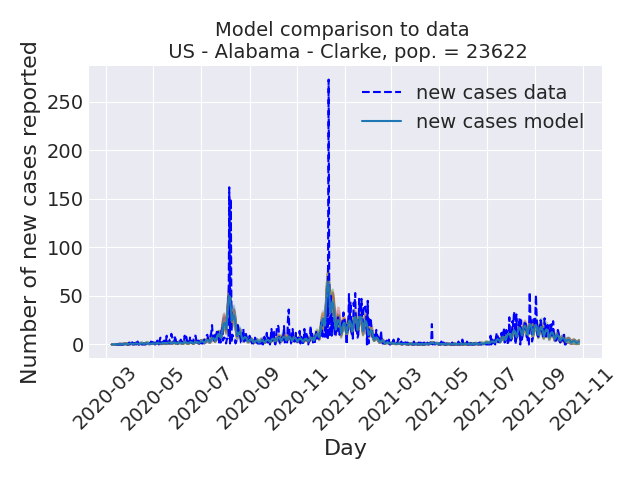 Model comparison to data
US - Alabama - Clarke, pop. = 23622
Number of new cases reported
250
200
150
100
50
0
new cases data
new cases model
2020-03
2020-05
2020-07
2020-09
2020-11
2021-01
2021-03
2021-05
2021-07
2021-09
2021-11
Day